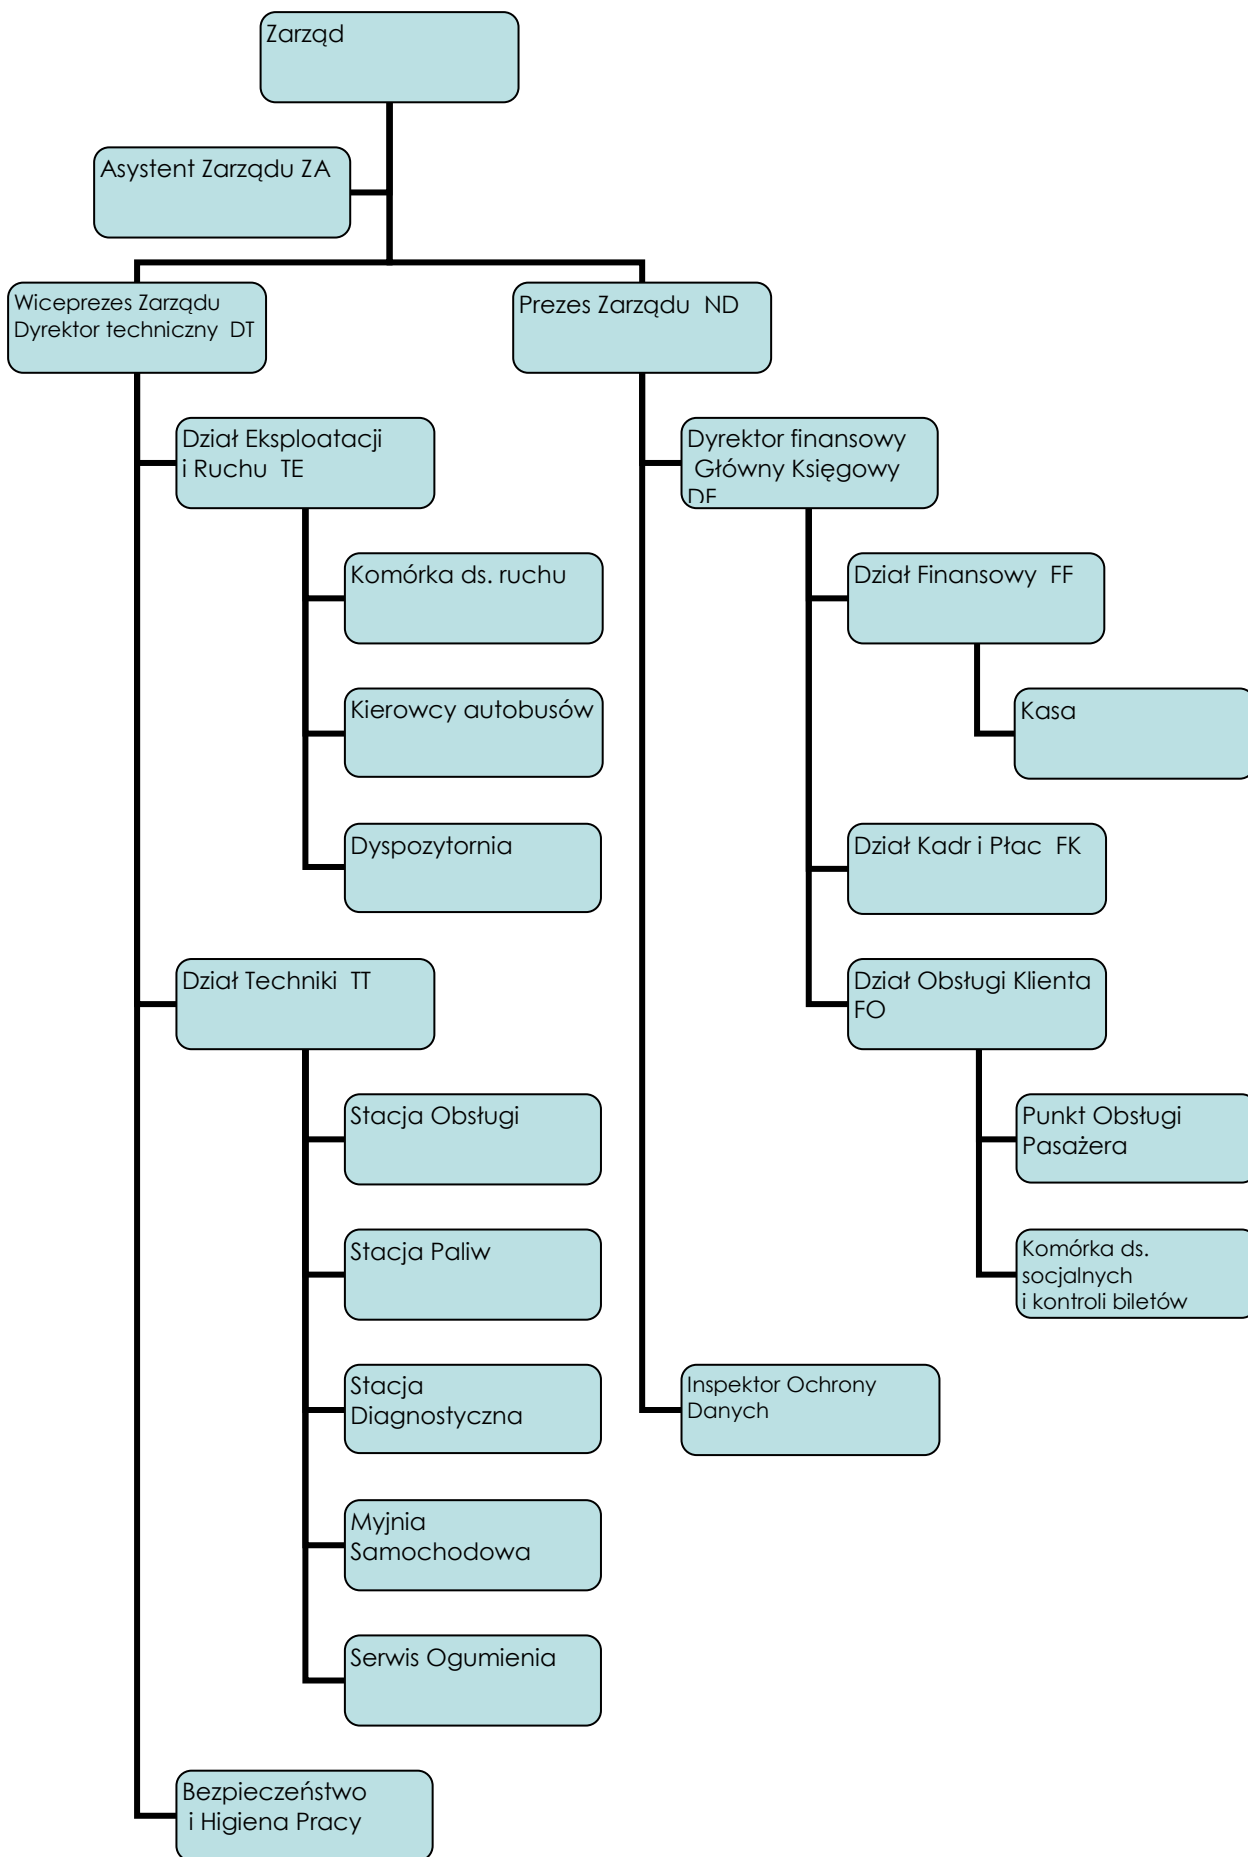 Zarząd
Asystent Zarządu ZA
Wiceprezes Zarządu
Dyrektor techniczny DT
Prezes Zarządu ND
Dział Eksploatacji
i Ruchu TE
Komórka ds. ruchu
Kierowcy autobusów
Dyspozytornia
Dział Techniki TT
Stacja Obsługi
Stacja Paliw
Stacja
Diagnostyczna
Myjnia
Samochodowa
Serwis Ogumienia
Bezpieczeństwo
i Higiena Pracy
Dyrektor finansowy
Główny Księgowy
Dział Finansowy FF
Kasa
Dział Kadr i Płac FK
Dział Obsługi Klienta
FO
Punkt Obsługi
Pasażera
Komórka ds.
socjalnych
i kontroli biletów
Inspektor Ochrony
Danych